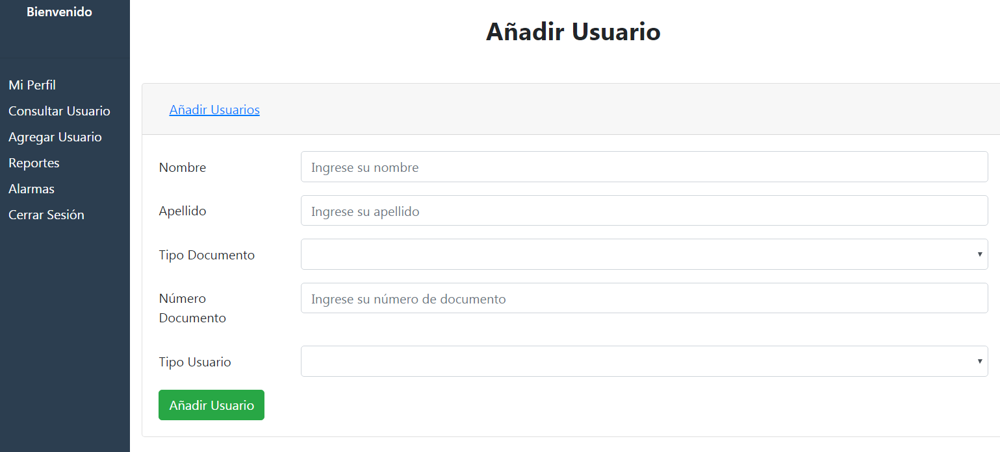 Bienvenido
Mi Perfil
Consultar Usuario
Agregar Usuario
Reportes
Alarmas
Cerrar Sesión
Añadir Usuario
Añadir Usuarios
Nombre
Ingrese su nombre
Apellido
Ingrese su apellido
Tipo Documento
Número
Documento
Ingrese su número de documento
Tipo Usuario
Añadir Usuario